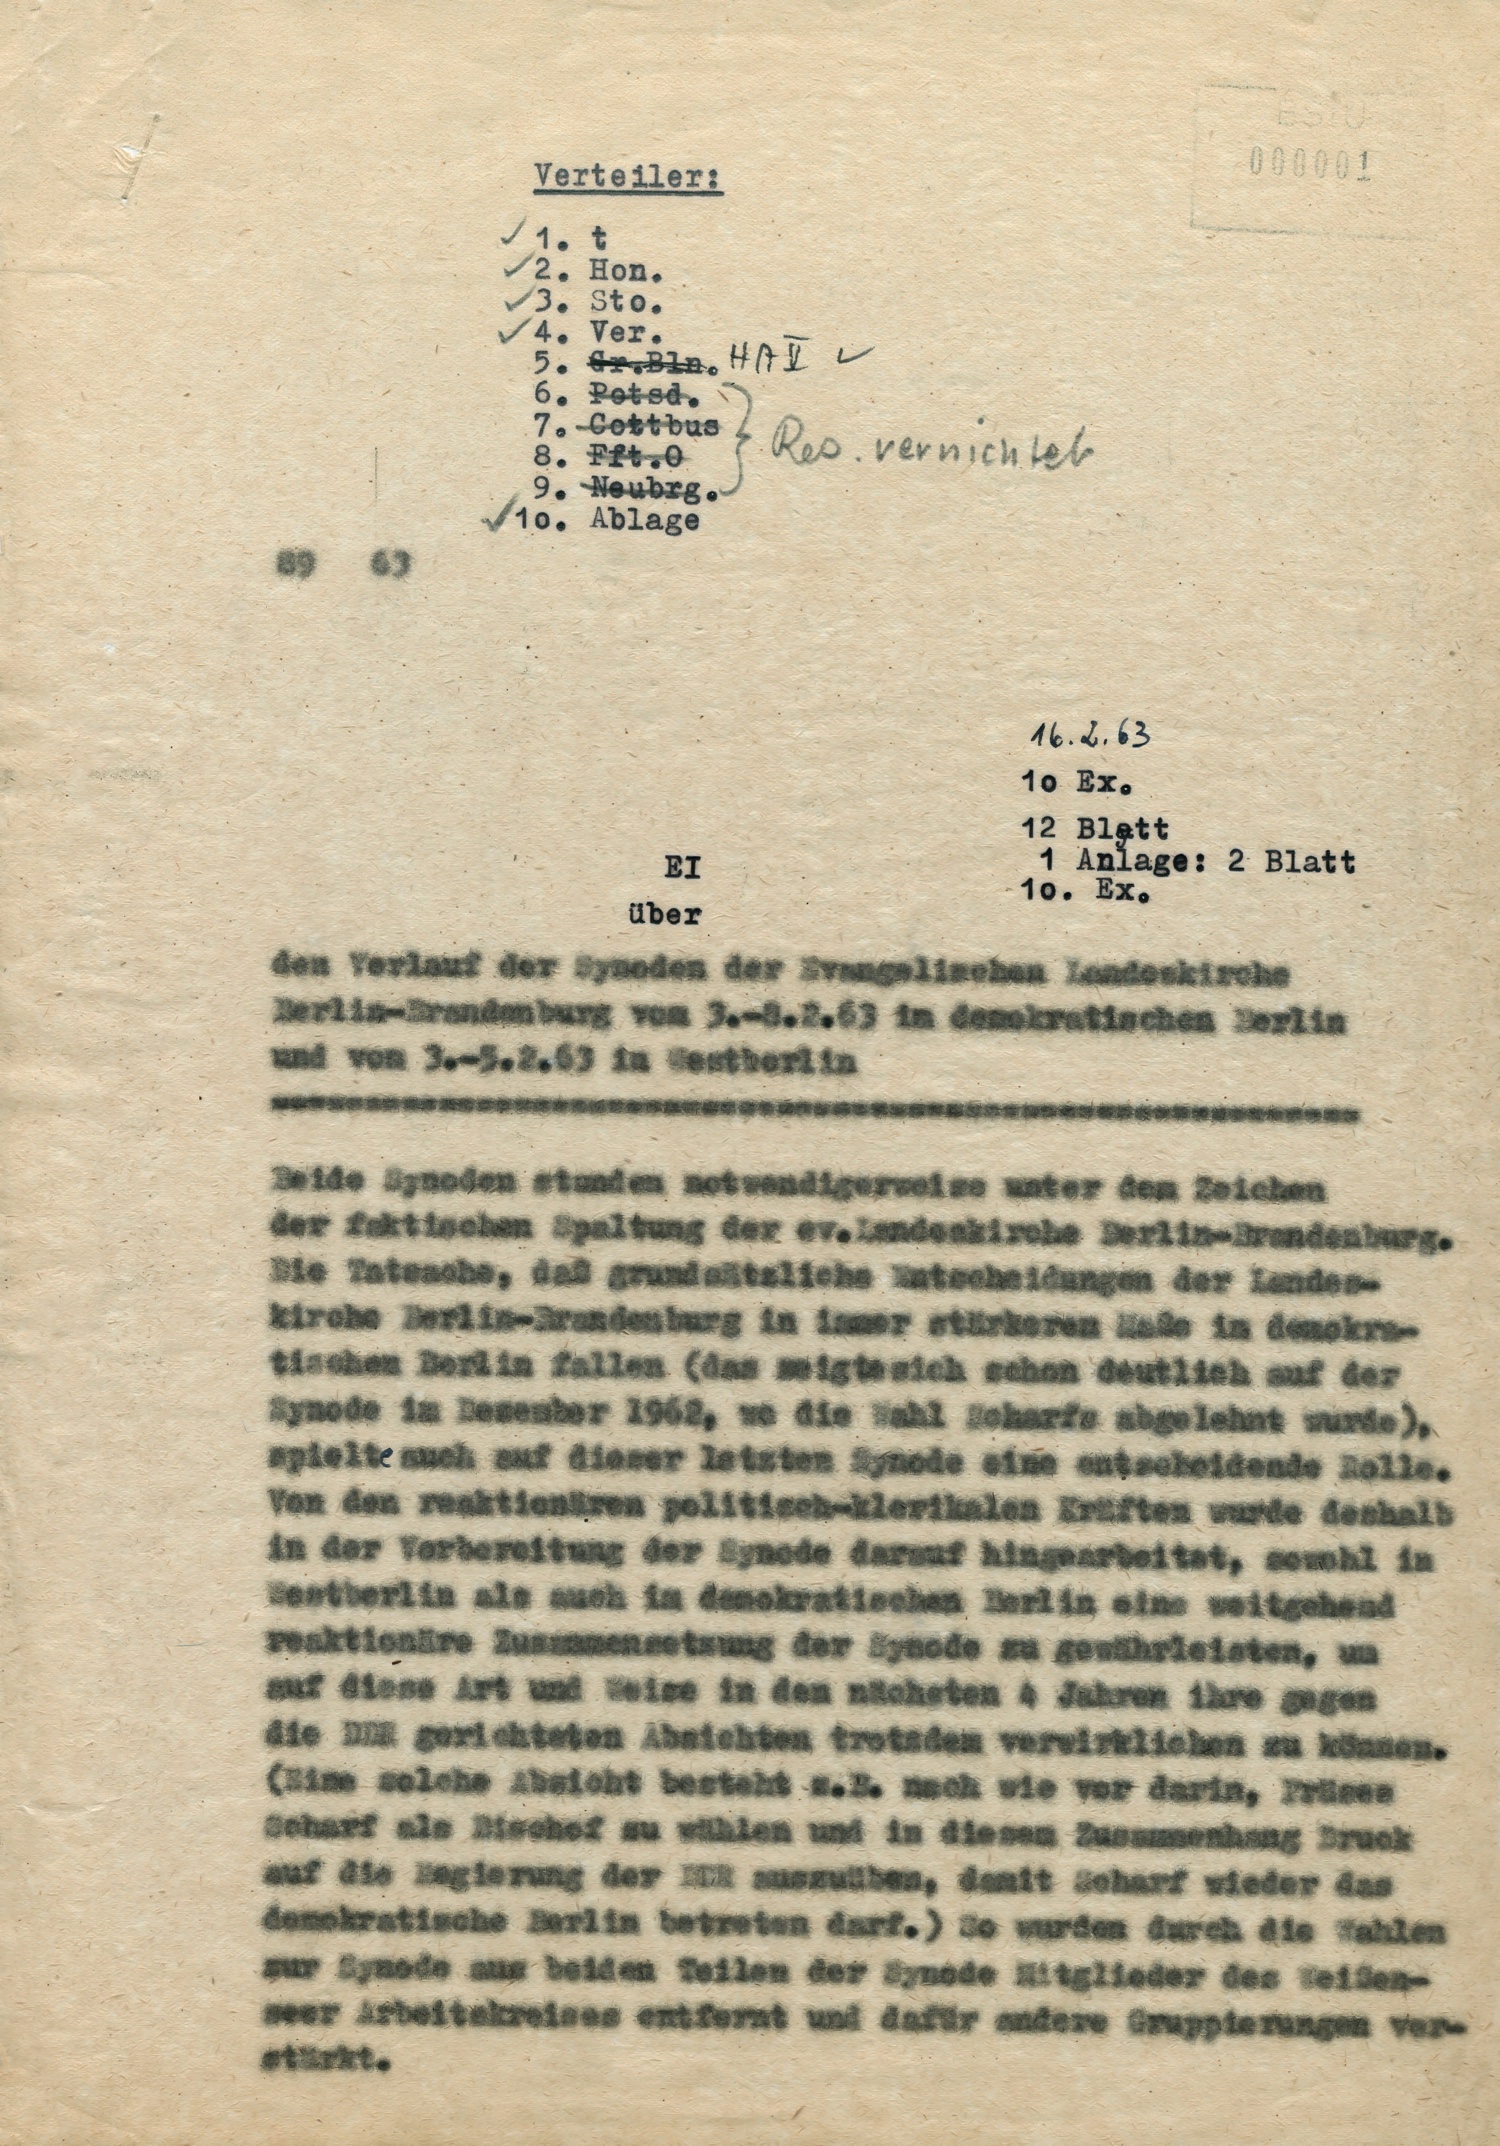 BStU
000001
Verteiler:
✓ 1. t
✓ 2. Hon.
✓ 3. Sto.
✓ 4. Ver.
5. Gr.Bln. HA V ✓
6. Potsd.
7. Cottbus
8. Fft.O
9. Neubrg.
Res. vernichtet
✓ 10. Ablage
89 63
16.2.63
10 Ex.
12 Blatt
1 Anlage: 2 Blatt
10. Ex.
EI
über
den Verlauf der Synoden der Evangelischen Landeskirche
Berlin-Brandenburg vom 3.-8.2.63 im demokratischen Berlin
und vom 3.-5.2.63 in Westberlin
Beide Synoden standen notwendigerweise unter dem Zeichen
der faktischen Spaltung der ev.Landeskirche Berlin-Brandenburg.
Die Tatsache, daß grundsätzliche Entscheidungen der Landes-
kirche Berlin-Brandenburg in immer stärkerem Maße im demokra-
tischen Berlin fallen (das zeigte sich schon deutlich auf der
Synode im Dezember 1962, wo die Wahl Scharfs abgelehnt wurde),
spielte auch auf dieser letzten Synode eine entscheidende Rolle.
Von den reaktionären politisch-klerikalen Kräften wurde deshalb
in der Vorbereitung der Synode darauf hingearbeitet, sowohl in
Westberlin als auch im demokratischen Berlin eine weitgehend
reaktionäre Zusammensetzung der Synode zu gewährleisten, um
auf diese Art und Weise in den nächsten 4 Jahren ihre gegen
die DDR gerichteten Absichten trotzdem verwirklichen zu können.
(Eine solche Absicht besteht z.B. nach wie vor darin, Präses
Scharf als Bischof zu wählen und in diesem Zusammenhang Druck
auf die Regierung der DDR auszuüben, damit Scharf wieder das
demokratische Berlin betreten darf.) So wurden durch die Wahlen
zur Synode aus beiden Teilen der Synode Mitglieder des Weißen-
seer Arbeitskreises entfernt und dafür andere Gruppierungen ver-
stärkt.